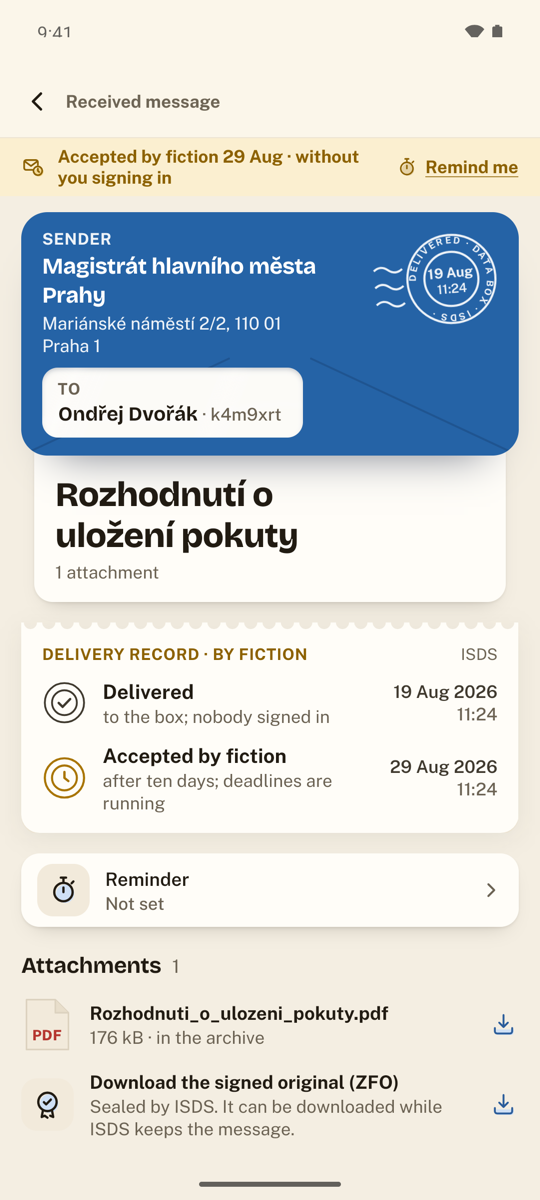 9:41
Received message
Accepted by fiction 29 Aug · without
you signing in
Remind me
SENDER
Magistrát hlavního města
Prahy
Mariánské náměstí 2/2, 110 01
Praha 1
DELIVERED · DATA BOX · ISDS ·
19 Aug
11:24
TO
Ondřej Dvořák · k4m9xrt
Rozhodnutí o
uložení pokuty
1 attachment
DELIVERY RECORD · BY FICTION
ISDS
Delivered
to the box; nobody signed in
19 Aug 2026
11:24
Accepted by fiction
after ten days; deadlines are
running
29 Aug 2026
11:24
Reminder
Not set
Attachments 1
PDF
Rozhodnuti_o_ulozeni_pokuty.pdf
176 kB · in the archive
Download the signed original (ZFO)
Sealed by ISDS. It can be downloaded while
ISDS keeps the message.